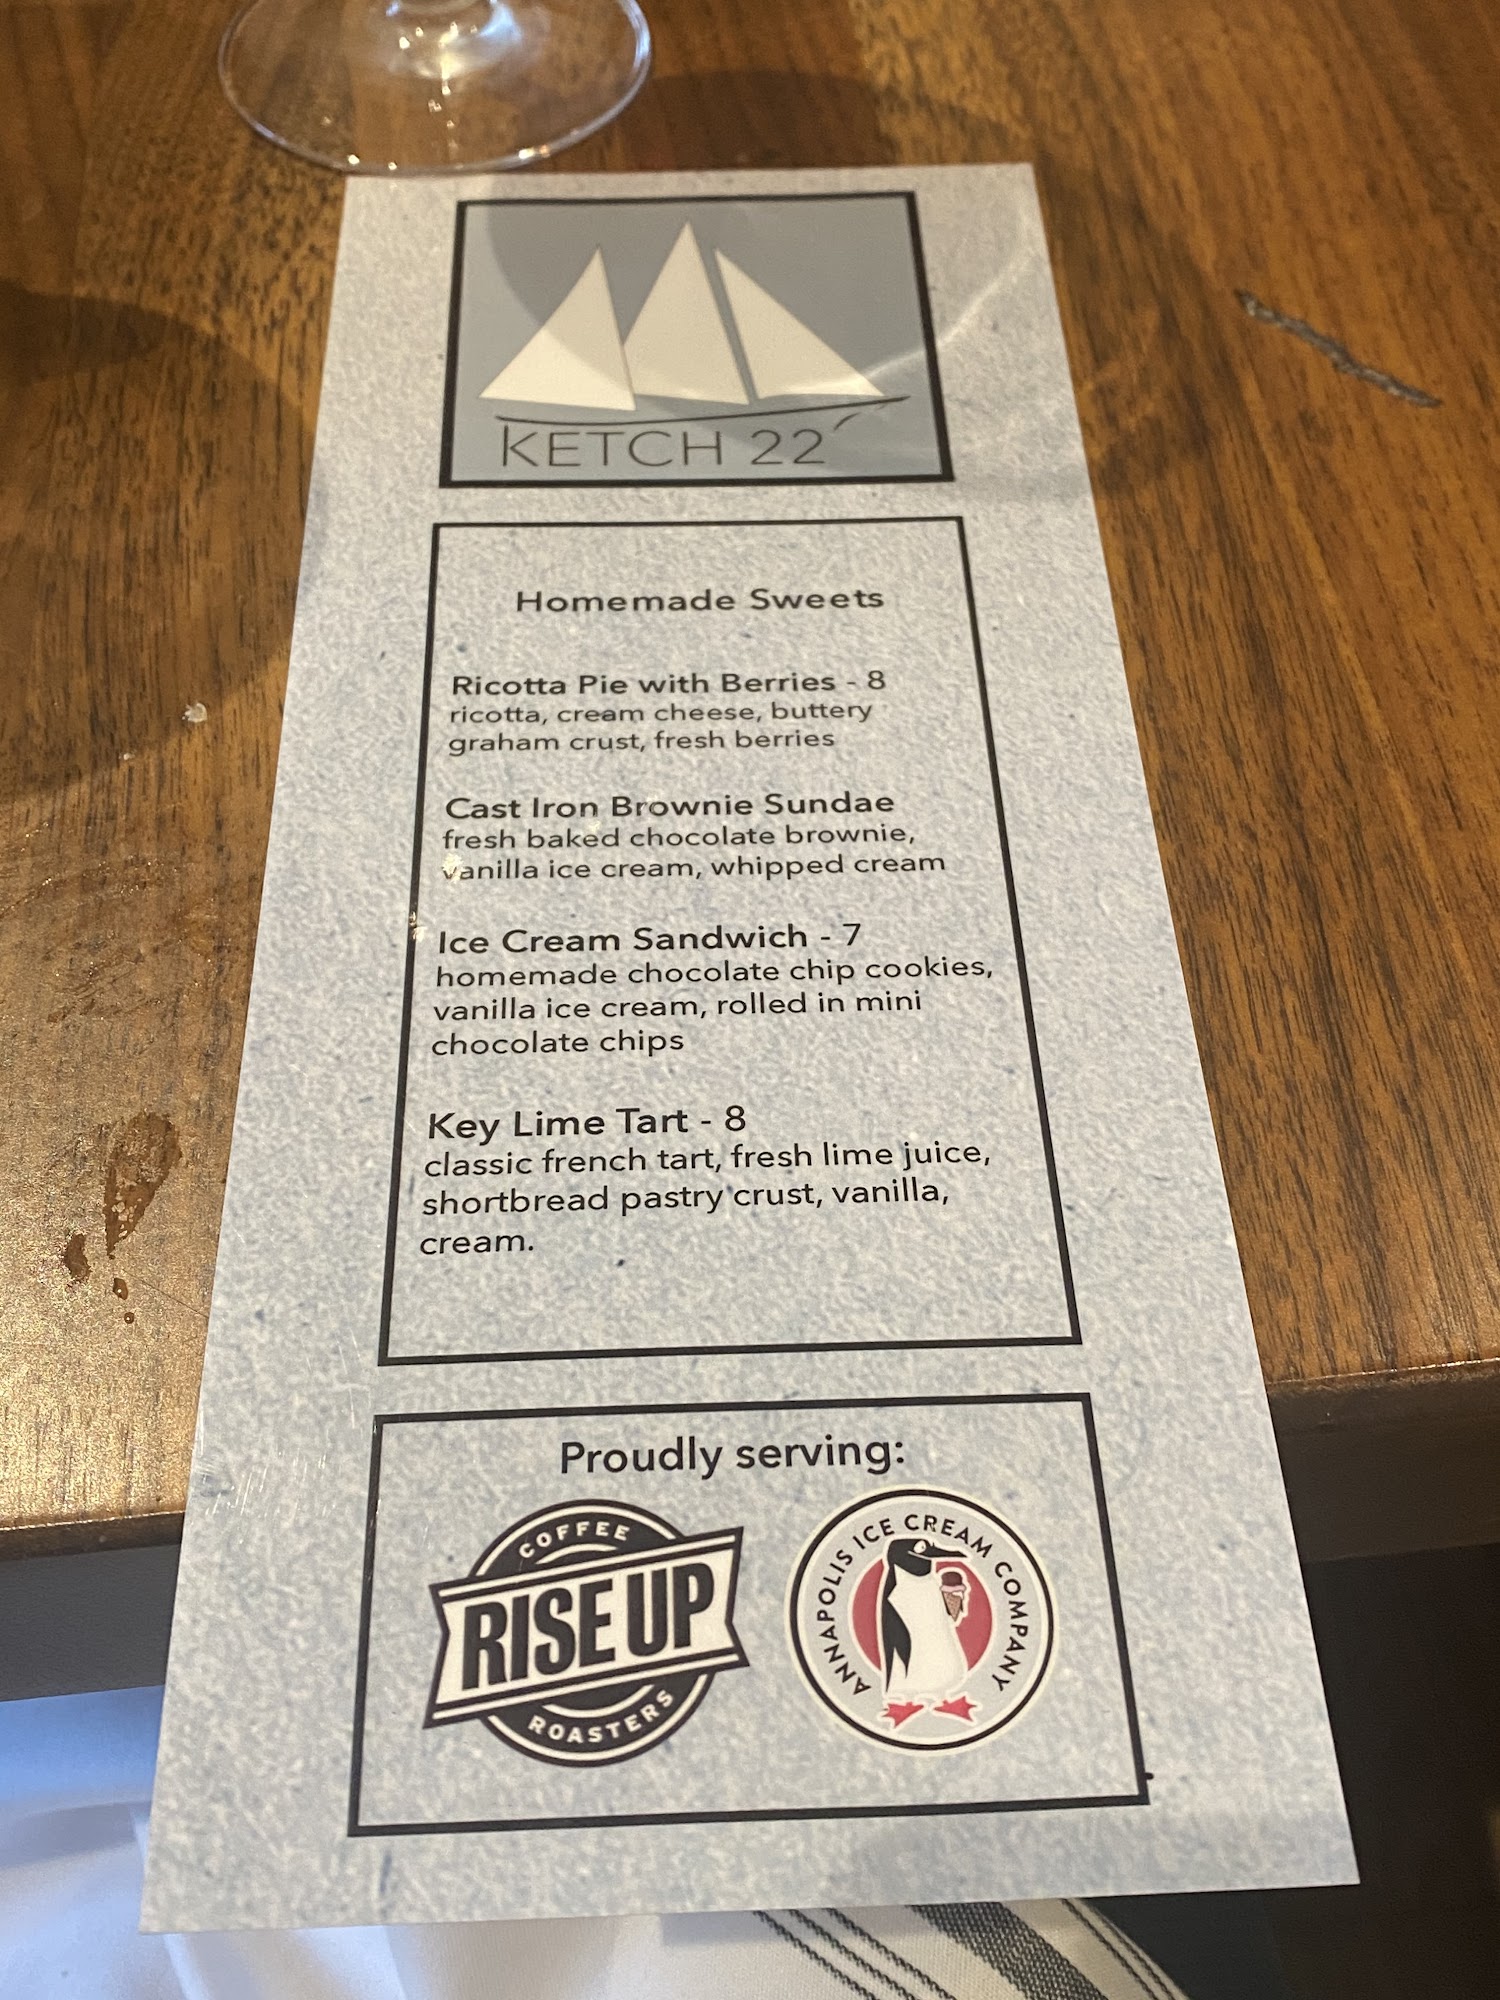 KETCH 22
Homemade Sweets
Ricotta Pie with Berries - 8
ricotta, cream cheese, buttery
graham crust, fresh berries
Cast Iron Brownie Sundae
fresh baked chocolate brownie,
vanilla ice cream, whipped cream
Ice Cream Sandwich - 7
homemade chocolate chip cookies,
vanilla ice cream, rolled in mini
chocolate chips
Key Lime Tart - 8
classic french tart, fresh lime juice,
shortbread pastry crust, vanilla,
cream.
Proudly serving:
COFFEE
RISE UP
ROASTERS
ANNAPOLIS ICE CREAM COMPANY